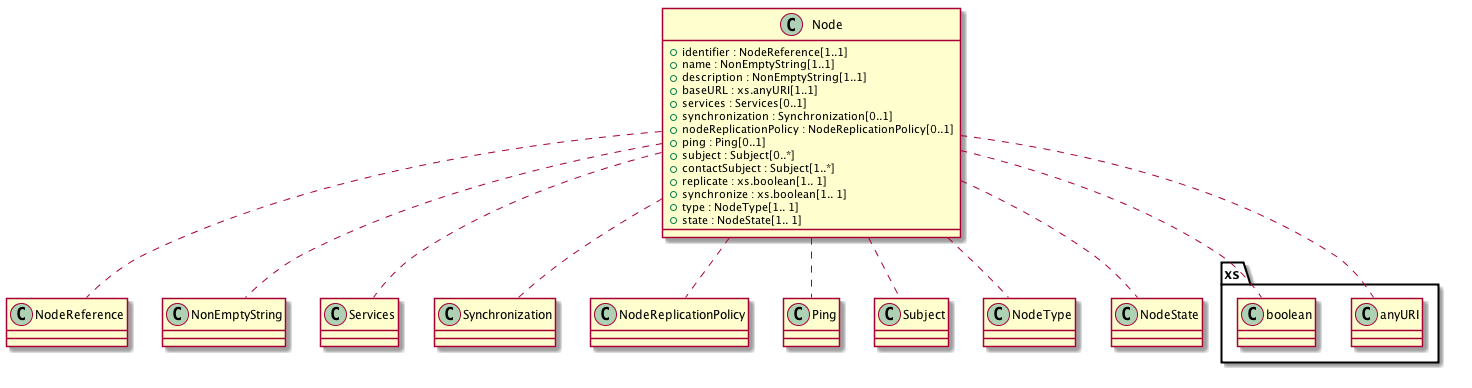 C Node
identifier : NodeReference[1..1]
name : NonEmptyString[1..1]
description : NonEmptyString[1..1]
baseURL : xs.anyURI[1..1]
services : Services[0..1]
synchronization : Synchronization[0..1]
nodeReplicationPolicy : NodeReplicationPolicy[0..1]
ping : Ping[0..1]
subject : Subject[0..*]
contactSubject : Subject[1..*]
replicate : xs.boolean[1.. 1]
synchronize : xs.boolean[1.. 1]
type : NodeType[1.. 1]
state : NodeState[1.. 1]
xs
C NodeReference
C NonEmptyString
C Services
C Synchronization
C NodeReplicationPolicy
C Ping
C Subject
C NodeType
C NodeState
C boolean
C anyURI